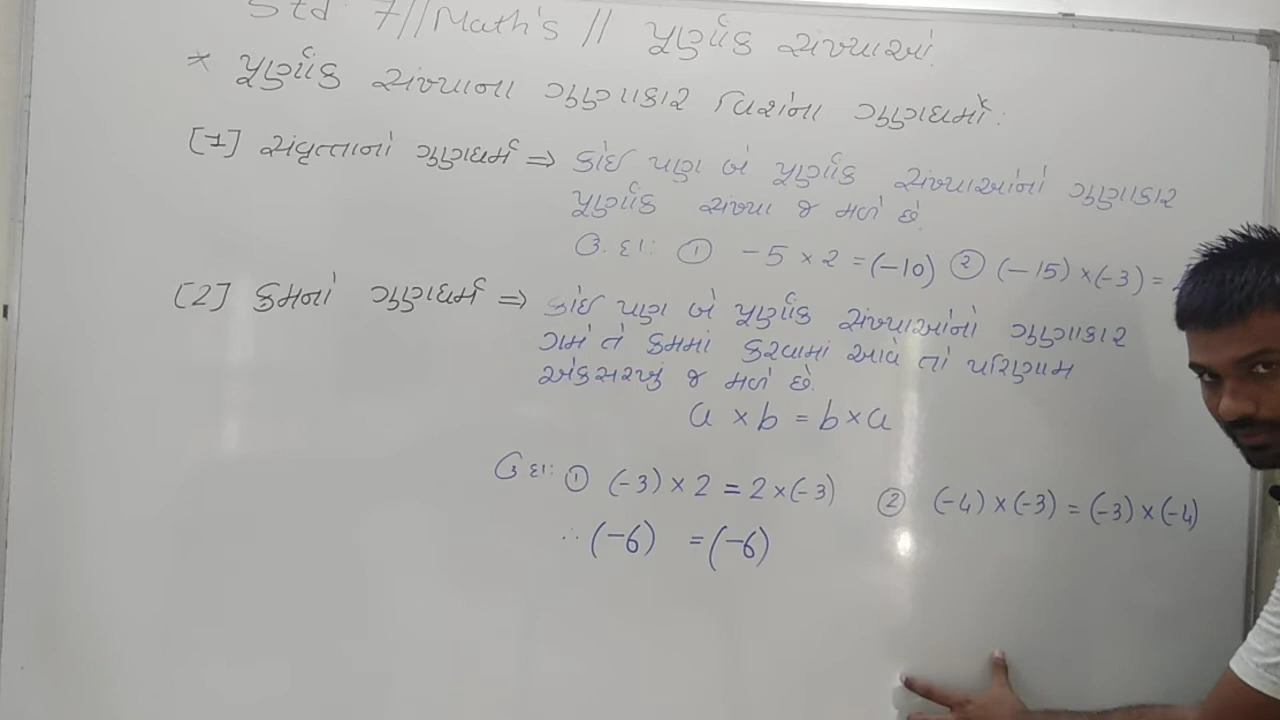 Std 7 // Math's // પૂર્ણાંક સંખ્યાઓ
* પૂર્ણાંક સંખ્યાના ગુણાકાર વિશેના ગુણધર્મો :
[1] સંવૃત્તાનો ગુણધર્મ ⇒ કોઈ પણ બે પૂર્ણાંક સંખ્યાઓનો ગુણાકાર
પૂર્ણાંક સંખ્યા જ મળે છે.
ઉ.દા: ① -5 × 2 = (-10) ② (-15) × (-3) =
[2] ક્રમનો ગુણધર્મ ⇒ કોઈ પણ બે પૂર્ણાંક સંખ્યાઓનો ગુણાકાર
ગમે તે ક્રમમાં કરવામાં આવે તો પરિણામ
એકસરખું જ મળે છે.
a × b = b × a
ઉ.દા: ① (-3) × 2 = 2 × (-3) ② (-4) × (-3) = (-3) × (-4)
∴ (-6) = (-6)